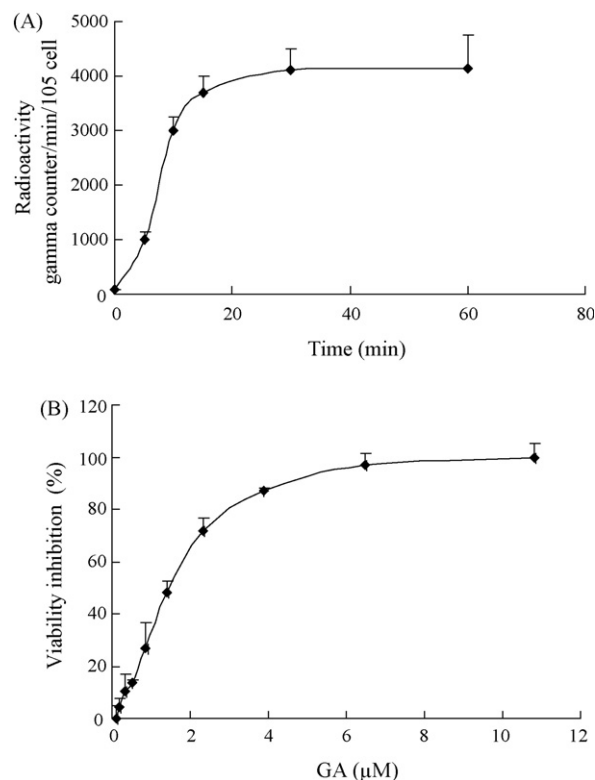 (A)
5000
4000
3000
2000
1000
0
Radioactivity
gamma counter/min/105 cell
0 20 40 60 80
Time (min)
(B)
120
100
80
60
40
20
0
Viability inhibition (%)
0 2 4 6 8 10 12
GA (µM)